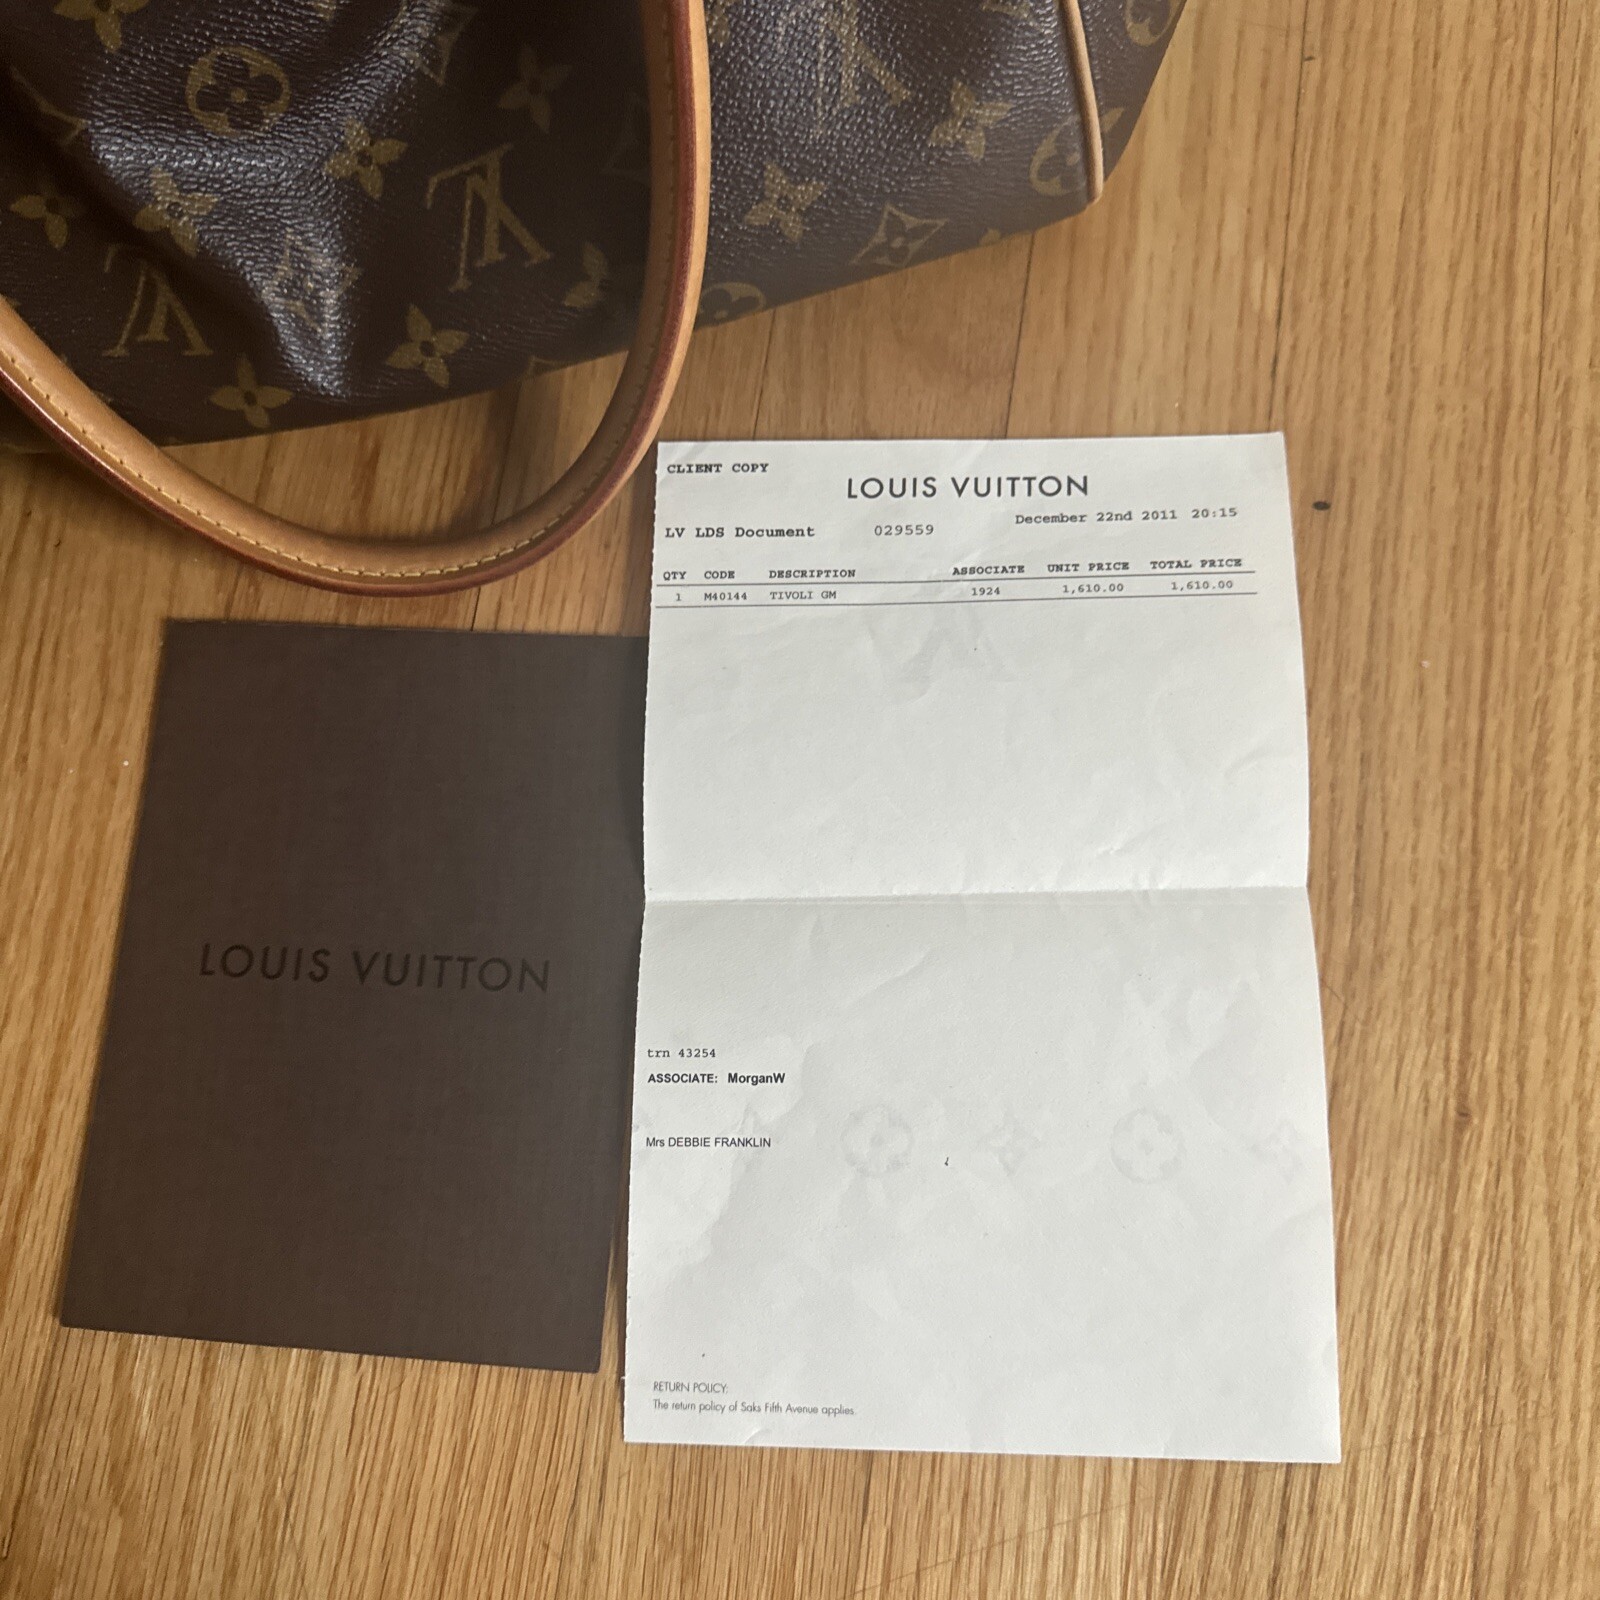 CLIENT COPY
LOUIS VUITTON
LV LDS Document 029559 December 22nd 2011 20:15
QTY CODE DESCRIPTION ASSOCIATE UNIT PRICE TOTAL PRICE
1 M40144 TIVOLI GM 1924 1,610.00 1,610.00
LOUIS VUITTON
trn 43254
ASSOCIATE: MorganW
Mrs DEBBIE FRANKLIN
RETURN POLICY:
The return policy of Saks Fifth Avenue applies.